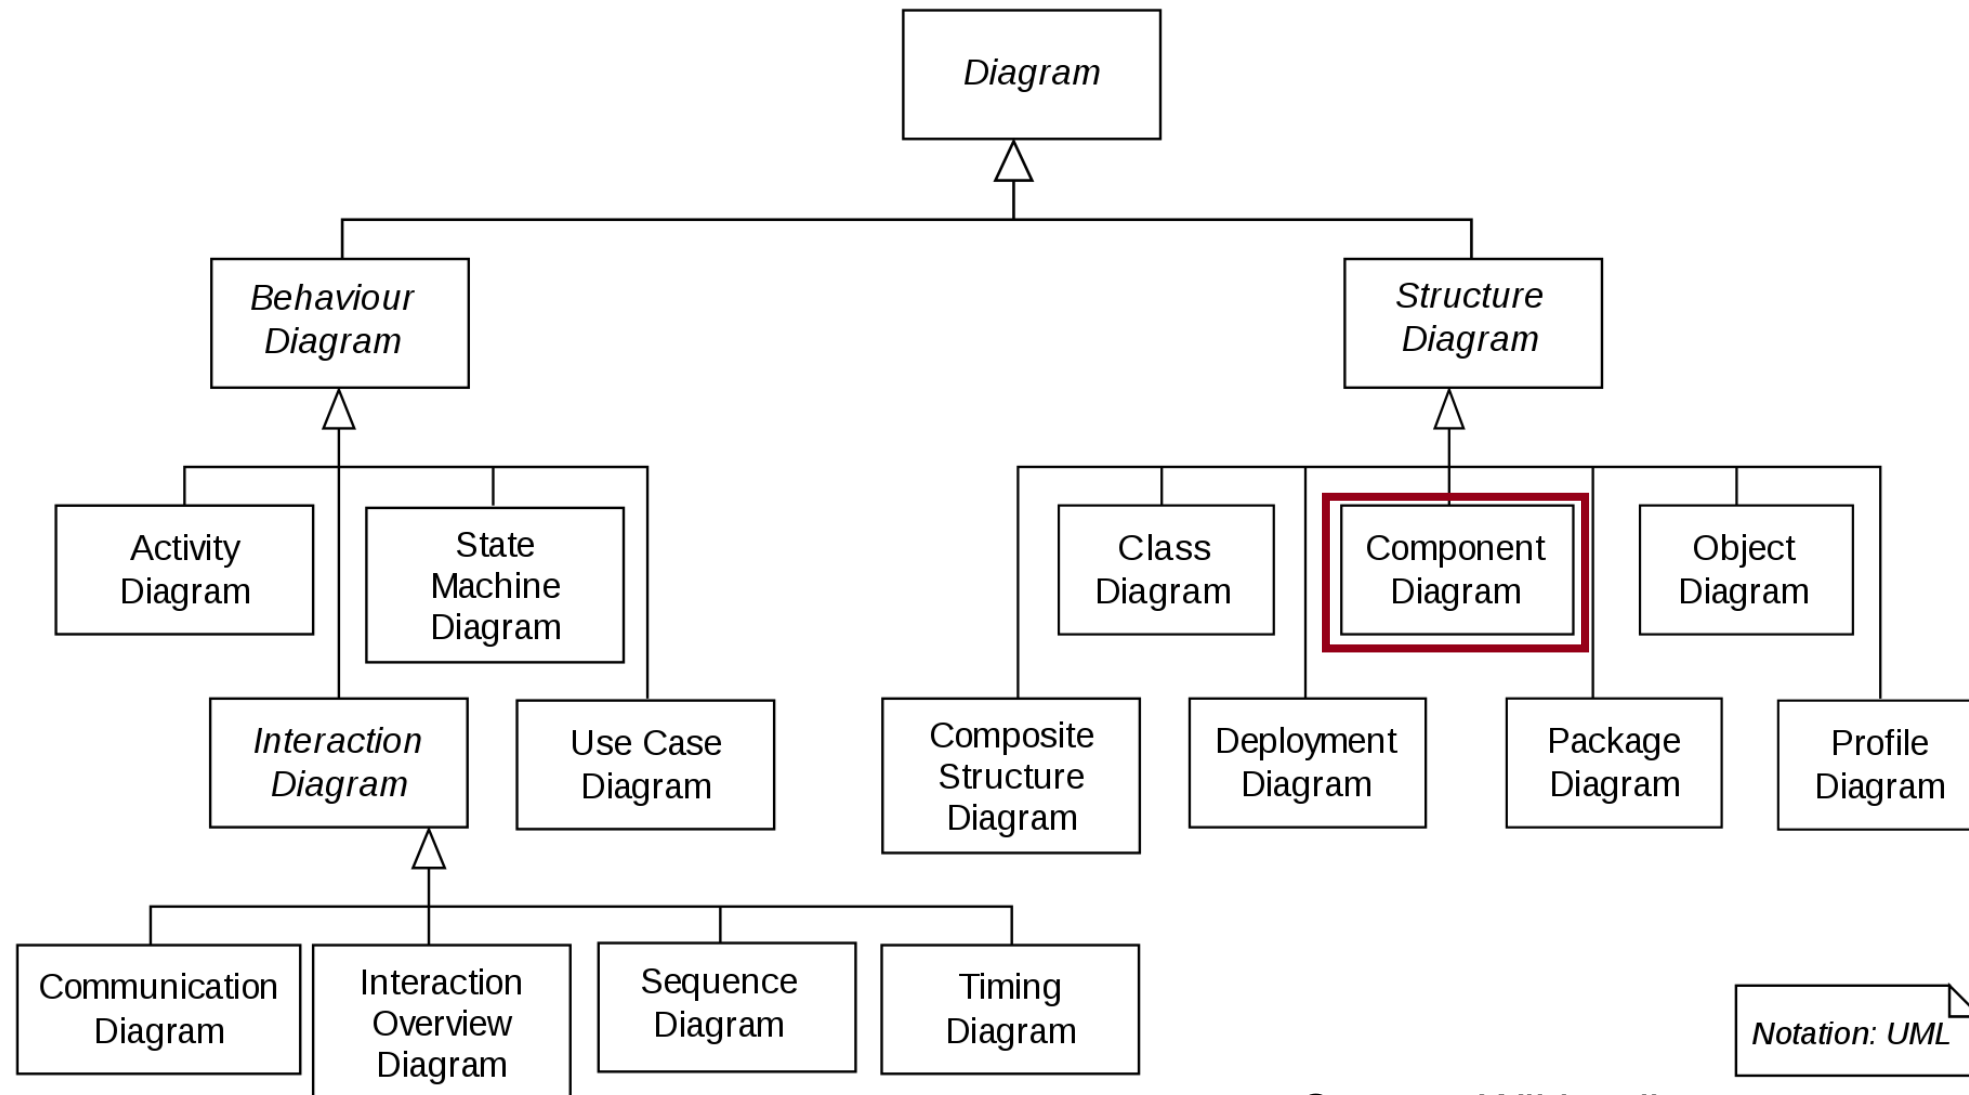 Diagram
Behaviour
Diagram
Structure
Diagram
Activity
Diagram
State
Machine
Diagram
Class
Diagram
Component
Diagram
Object
Diagram
Interaction
Diagram
Use Case
Diagram
Composite
Structure
Diagram
Deployment
Diagram
Package
Diagram
Profile
Diagram
Communication
Diagram
Interaction
Overview
Diagram
Sequence
Diagram
Timing
Diagram
Notation: UML